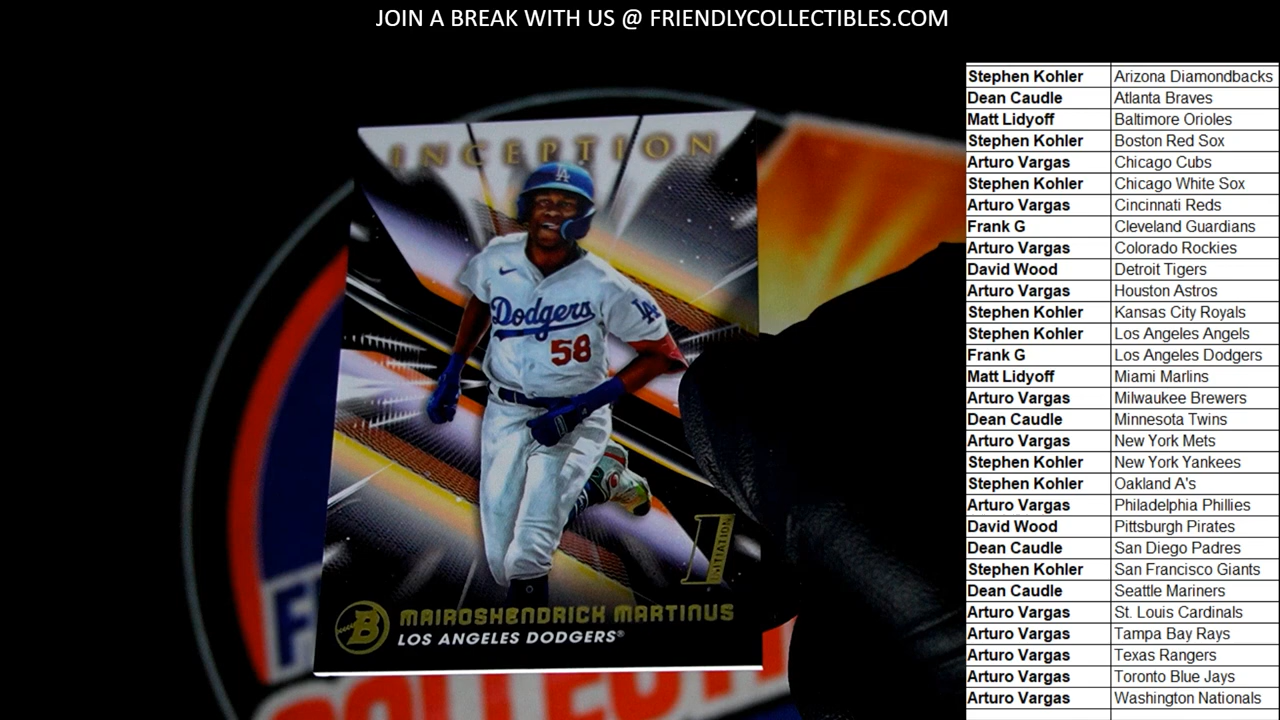 JOIN A BREAK WITH US @ FRIENDLYCOLLECTIBLES.COM
INCEPTION
LA
Dodgers
LA
58
1
INITIATION
B
MAIROSHENDRICK MARTINUS
LOS ANGELES DODGERS®
F
COLLECTI
Stephen Kohler Arizona Diamondbacks
Dean Caudle Atlanta Braves
Matt Lidyoff Baltimore Orioles
Stephen Kohler Boston Red Sox
Arturo Vargas Chicago Cubs
Stephen Kohler Chicago White Sox
Arturo Vargas Cincinnati Reds
Frank G Cleveland Guardians
Arturo Vargas Colorado Rockies
David Wood Detroit Tigers
Arturo Vargas Houston Astros
Stephen Kohler Kansas City Royals
Stephen Kohler Los Angeles Angels
Frank G Los Angeles Dodgers
Matt Lidyoff Miami Marlins
Arturo Vargas Milwaukee Brewers
Dean Caudle Minnesota Twins
Arturo Vargas New York Mets
Stephen Kohler New York Yankees
Stephen Kohler Oakland A's
Arturo Vargas Philadelphia Phillies
David Wood Pittsburgh Pirates
Dean Caudle San Diego Padres
Stephen Kohler San Francisco Giants
Dean Caudle Seattle Mariners
Arturo Vargas St. Louis Cardinals
Arturo Vargas Tampa Bay Rays
Arturo Vargas Texas Rangers
Arturo Vargas Toronto Blue Jays
Arturo Vargas Washington Nationals